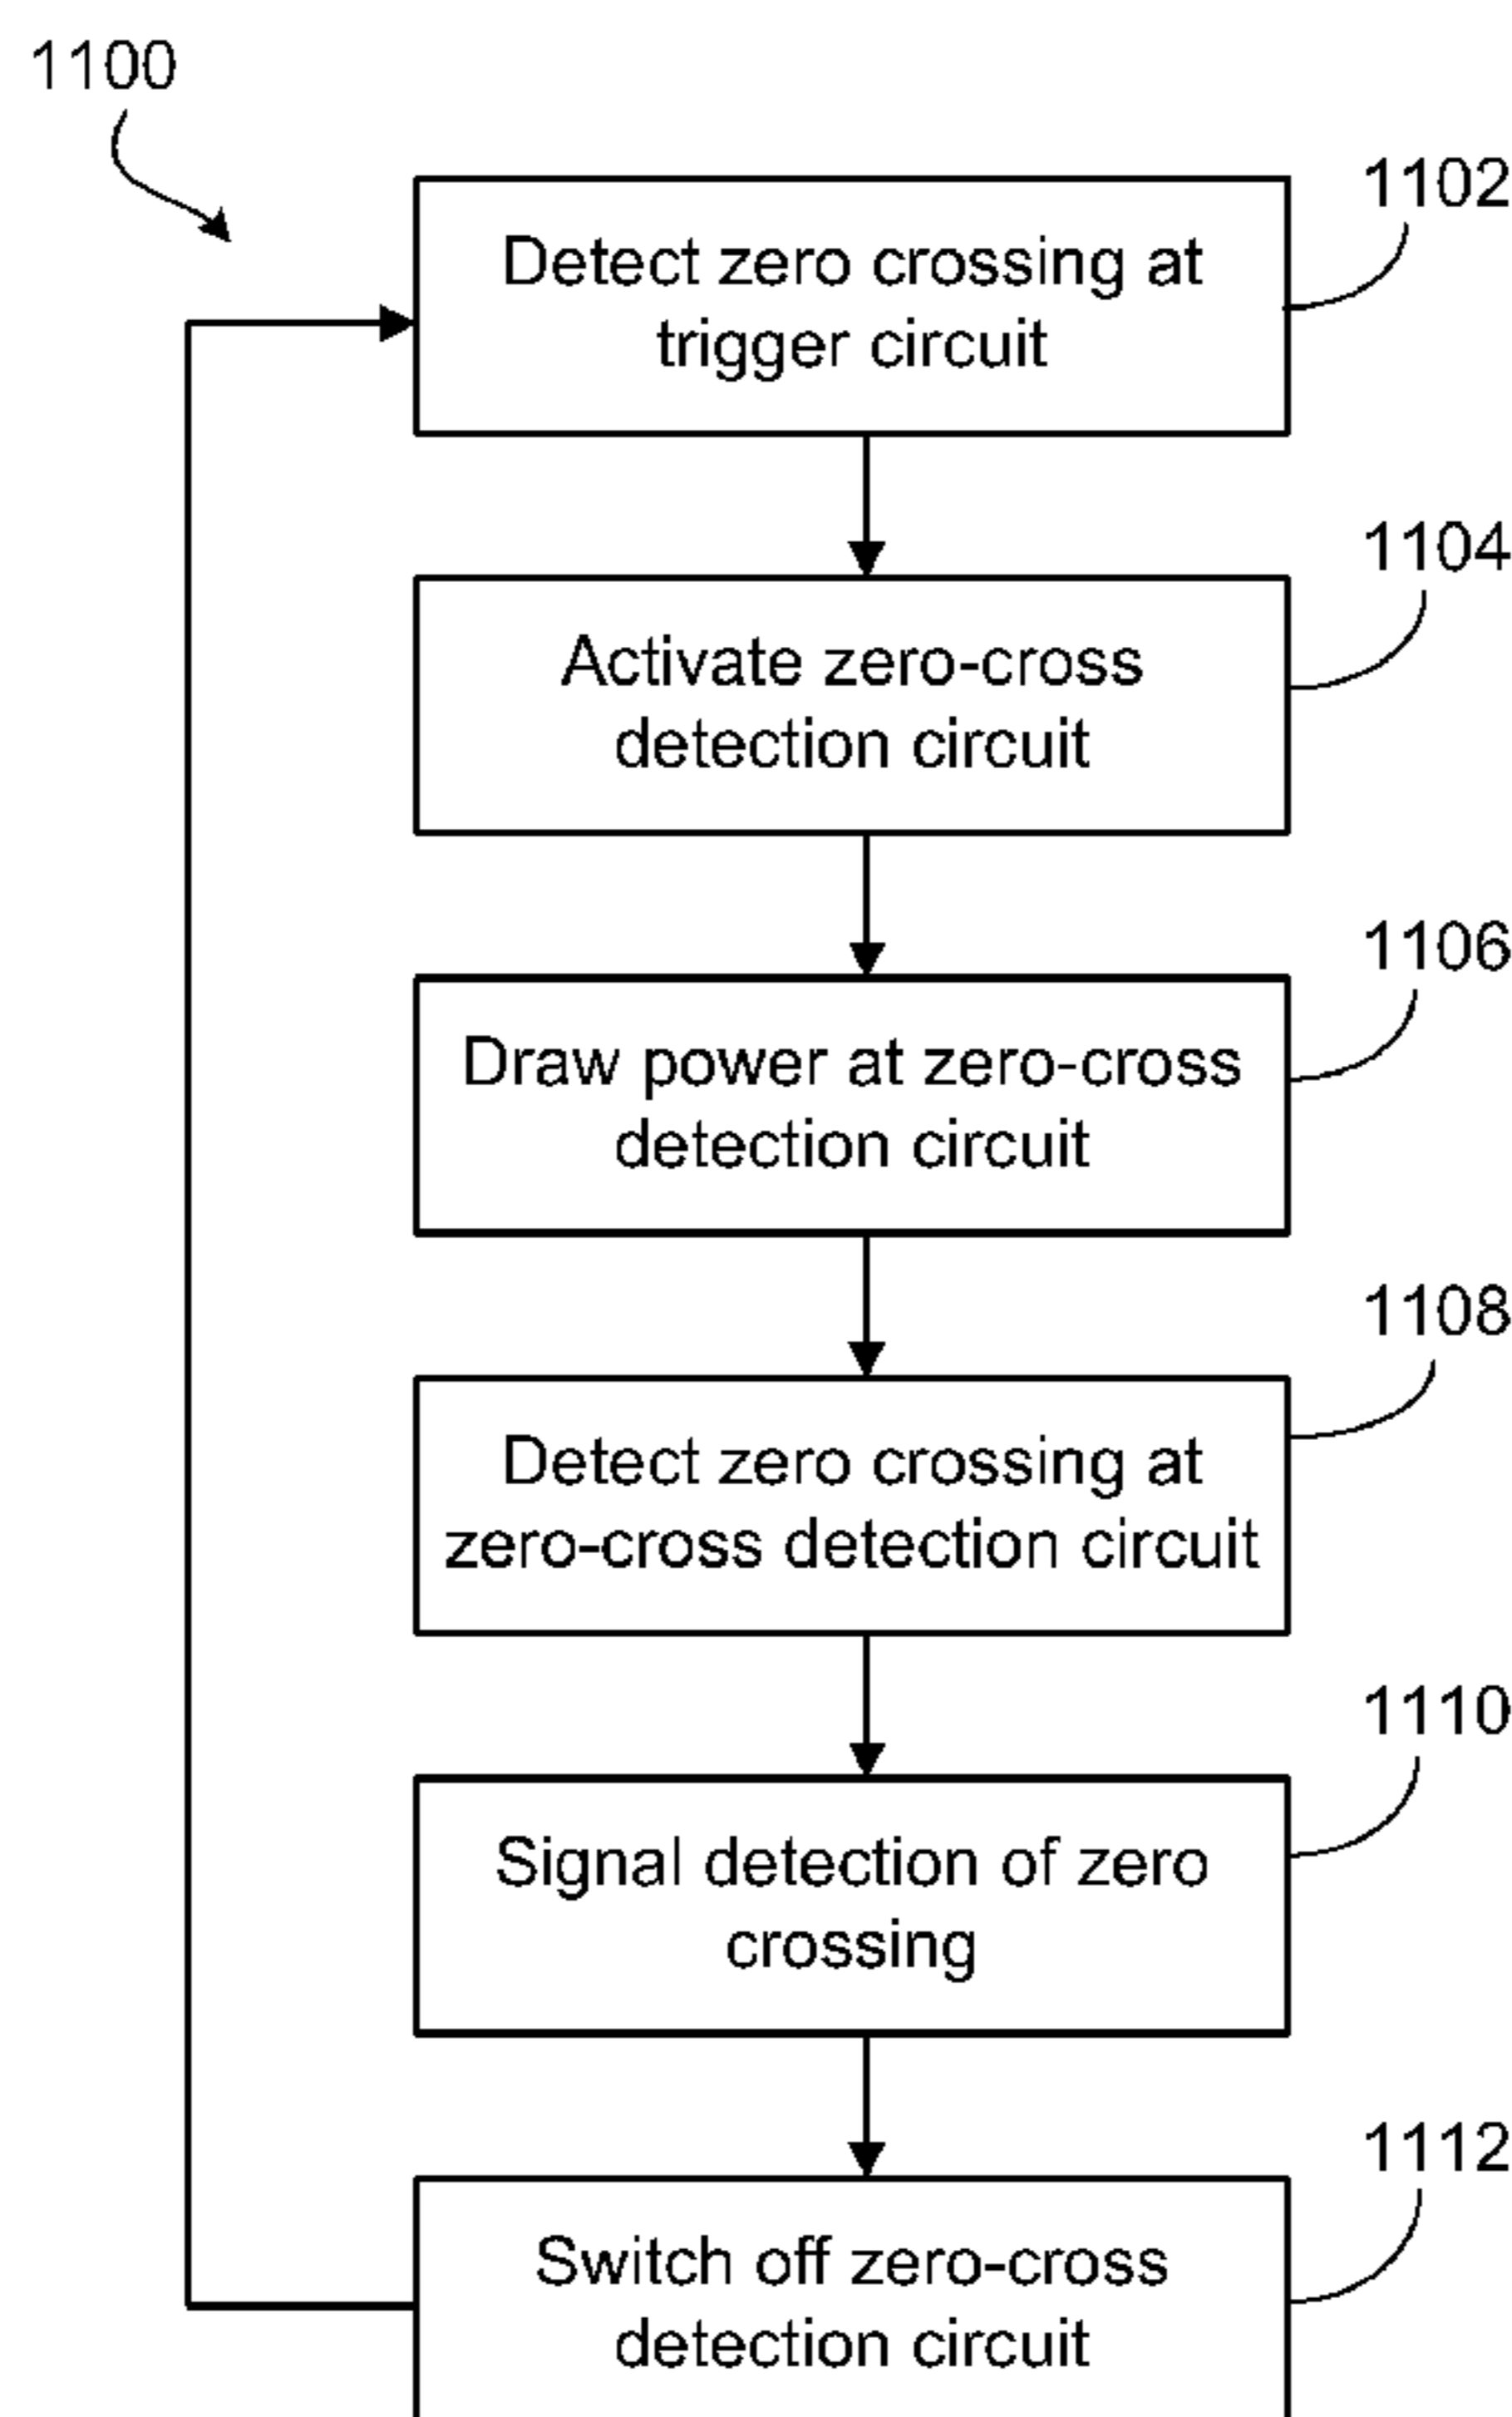 1100
1102
Detect zero crossing at
trigger circuit
1104
Activate zero-cross
detection circuit
1106
Draw power at zero-cross
detection circuit
1108
Detect zero crossing at
zero-cross detection circuit
1110
Signal detection of zero
crossing
1112
Switch off zero-cross
detection circuit